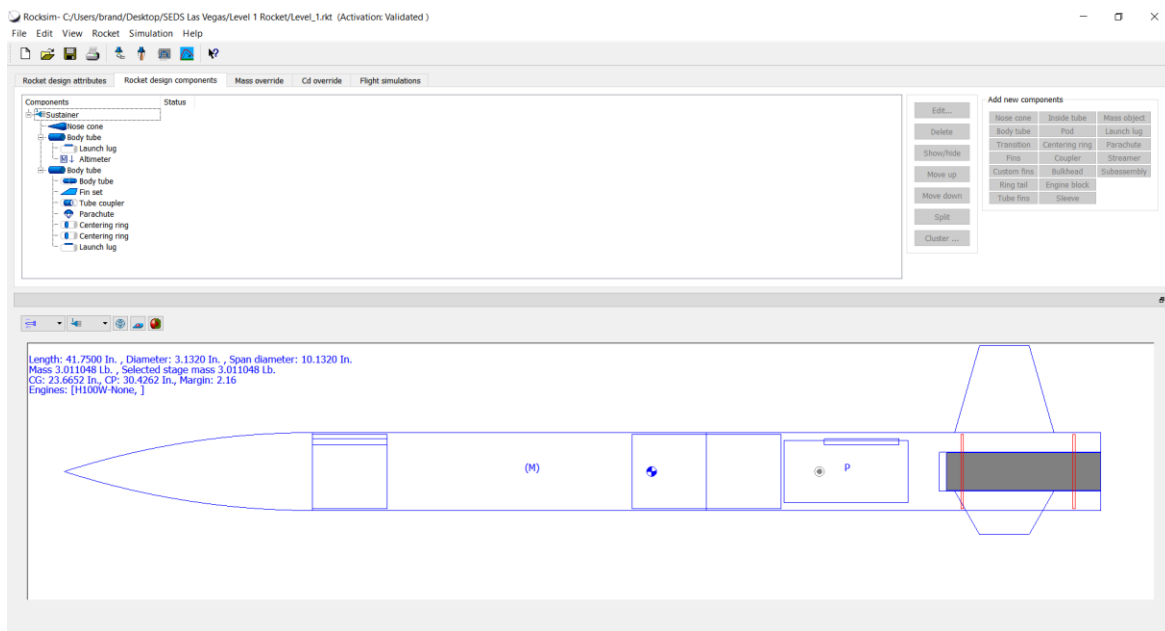 Rocksim- C:/Users/brand/Desktop/SEDS Las Vegas/Level 1 Rocket/Level_1.rkt (Activation: Validated )
File Edit View Rocket Simulation Help
Rocket design attributes Rocket design components Mass override Cd override Flight simulations
Components Status
Sustainer
Nose cone
Body tube
Launch lug
Altimeter
Body tube
Body tube
Fin set
Tube coupler
Parachute
Centering ring
Centering ring
Launch lug
Edit...
Delete
Show/hide
Move up
Move down
Split
Cluster ...
Add new components
Nose cone Inside tube Mass object
Body tube Pod Launch lug
Transition Centering ring Parachute
Fins Coupler Streamer
Custom fins Bulkhead Subassembly
Ring tail Engine block
Tube fins Sleeve
Length: 41.7500 In. , Diameter: 3.1320 In. , Span diameter: 10.1320 In.
Mass 3.011048 Lb. , Selected stage mass 3.011048 Lb.
CG: 23.6652 In., CP: 30.4262 In., Margin: 2.16
Engines: [H100W-None, ]
(M) P